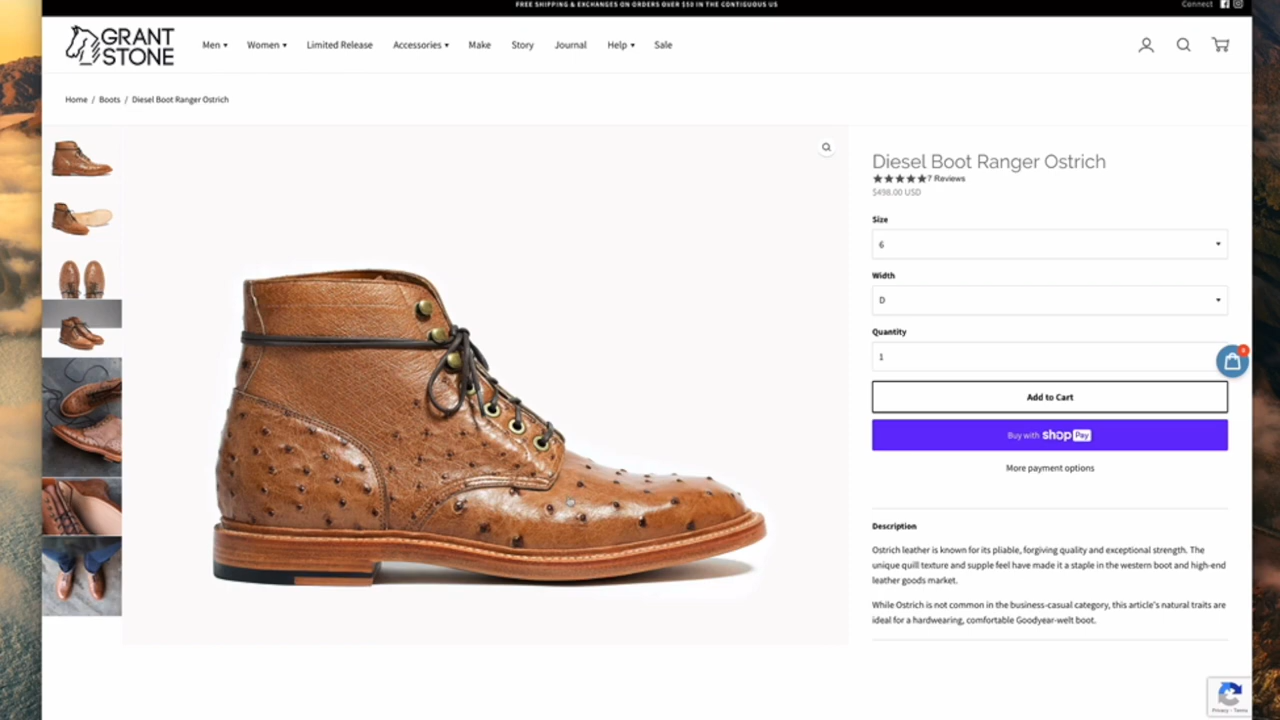 FREE SHIPPING & EXCHANGES ON ORDERS OVER $50 IN THE CONTIGUOUS US
Connect
GRANT
STONE
Men
Women
Limited Release
Accessories
Make
Story
Journal
Help
Sale
Home / Boots / Diesel Boot Ranger Ostrich
Diesel Boot Ranger Ostrich
7 Reviews
$498.00 USD
Size
6
Width
D
Quantity
1
0
Add to Cart
Buy with shop Pay
More payment options
Description
Ostrich leather is known for its pliable, forgiving quality and exceptional strength. The
unique quill texture and supple feel have made it a staple in the western boot and high-end
leather goods market.
While Ostrich is not common in the business-casual category, this article's natural traits are
ideal for a hardwearing, comfortable Goodyear-welt boot.
Privacy - Terms